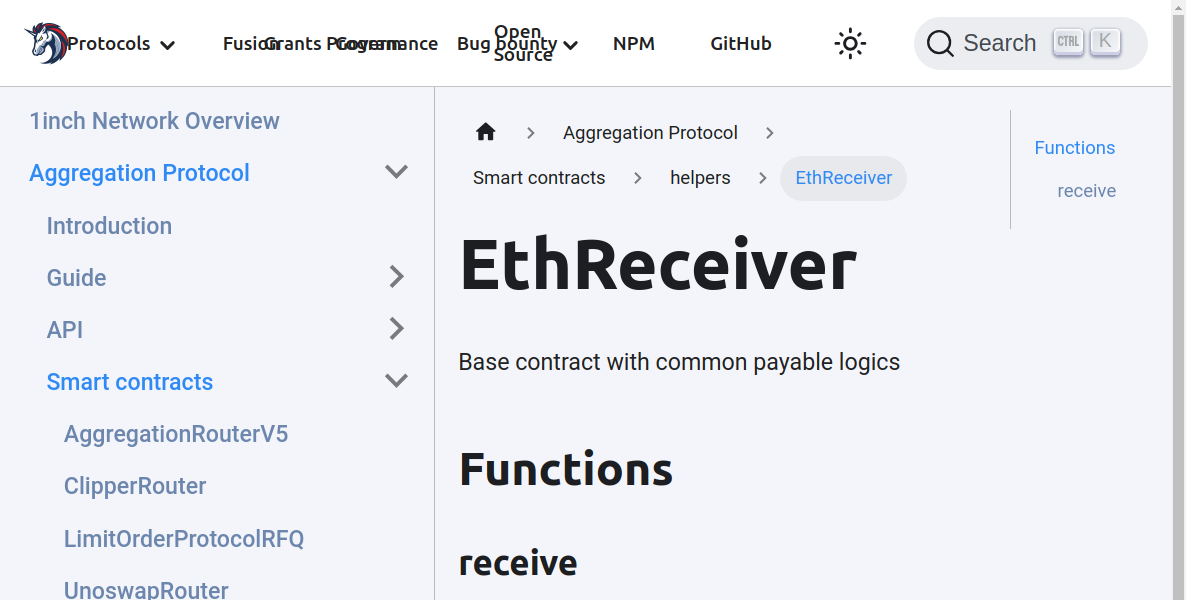 Protocols Fusion Grants Program Governance Bug bounty Open Source NPM GitHub Search CTRL K
1inch Network Overview
Aggregation Protocol
Introduction
Guide
API
Smart contracts
AggregationRouterV5
ClipperRouter
LimitOrderProtocolRFQ
UnoswapRouter
Aggregation Protocol
Smart contracts helpers EthReceiver
EthReceiver
Base contract with common payable logics
Functions
receive
Functions
receive